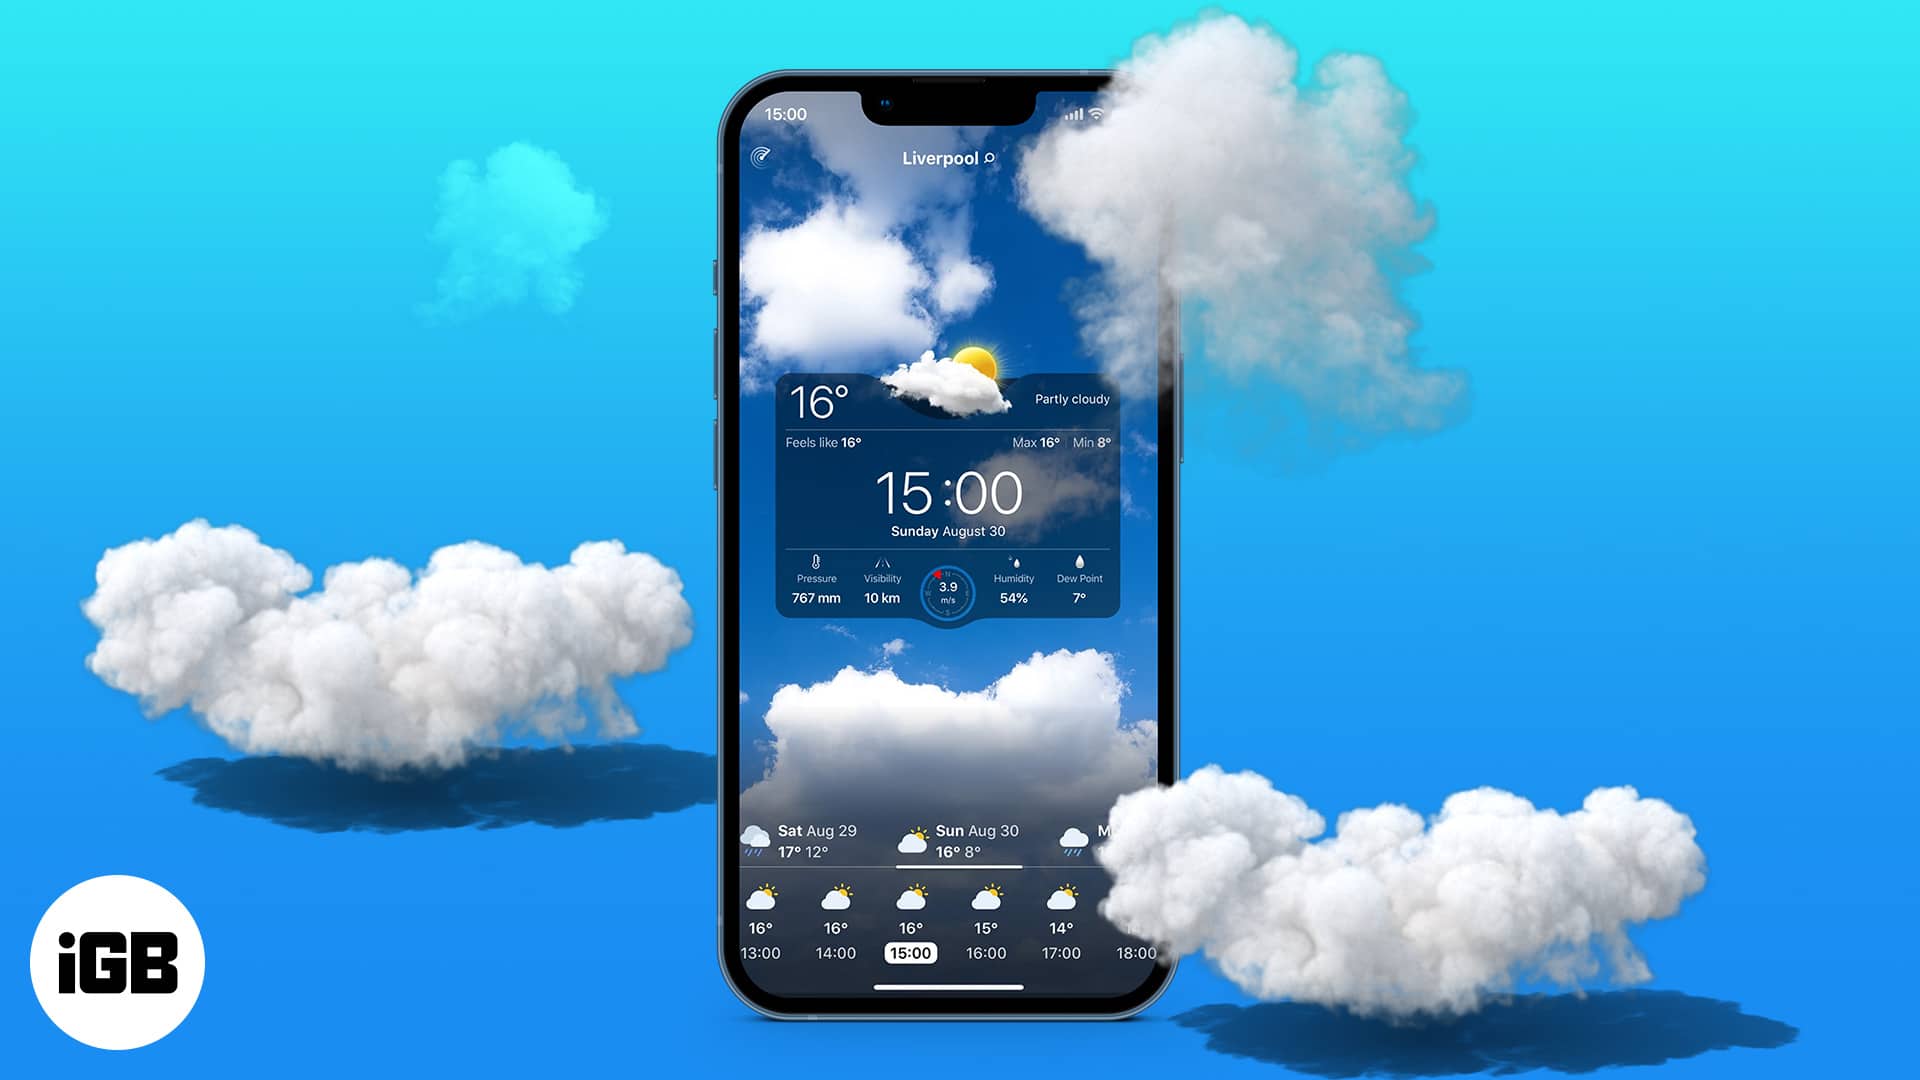 15:00
Liverpool
16°
Partly cloudy
Feels like 16°
Max 16° Min 8°
15:00
Sunday August 30
Pressure Visibility N Humidity Dew Point
W 3.9 E
767 mm 10 km m/s 54% 7°
S
Sat Aug 29 Sun Aug 30
17° 12° 16° 8°
16° 16° 16° 15° 14°
13:00 14:00 15:00 16:00 17:00 18:00
iGB